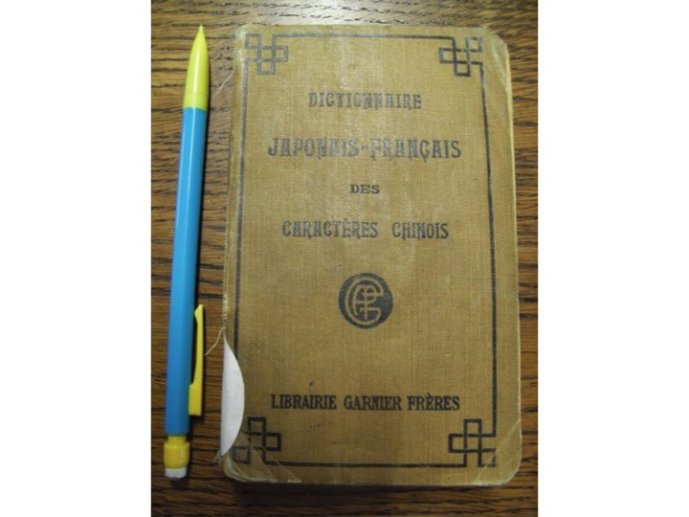 DICTIONNAIRE
JAPONAIS-FRANÇAIS
DES
CARACTÈRES CHINOIS
LIBRAIRIE GARNIER FRÈRES